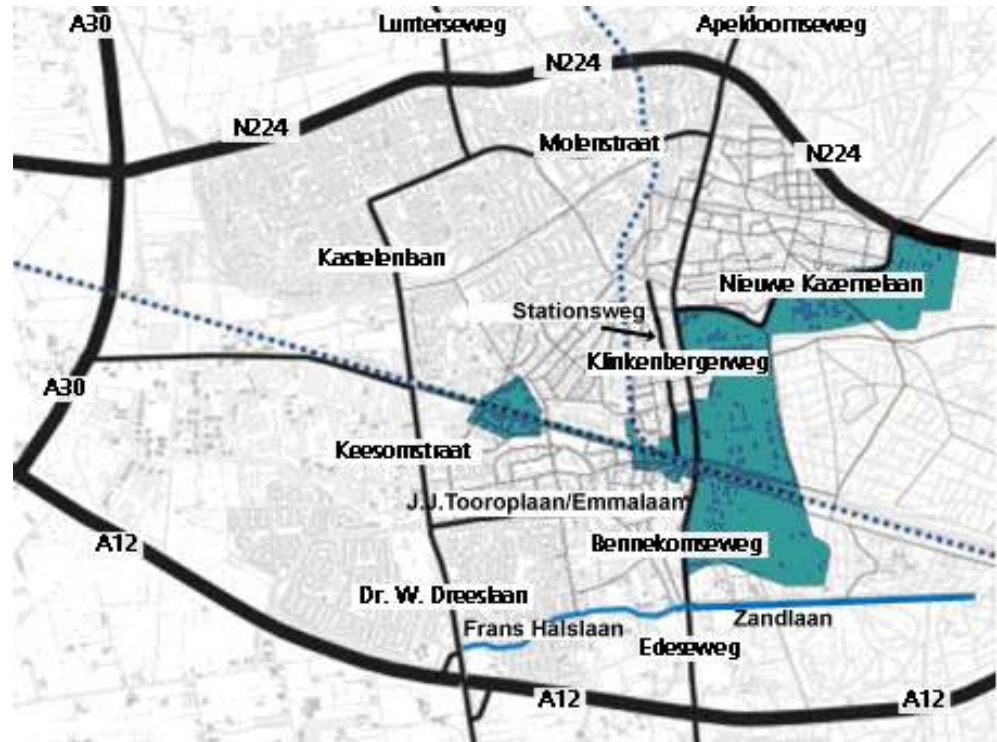 A30
Lunterseweg
Apeldoornseweg
N224
N224
Molenstraat
N224
Kastelenlaan
Nieuwe Kazernelaan
Stationsweg
Klinkenbergerweg
A30
Keesomstraat
J.J.Tooroplaan/Emmalaam
A12
Bennekomseweg
Dr. W. Dreeslaan
Frans Halslaan
Zandlaan
Edeseweg
A12
A12